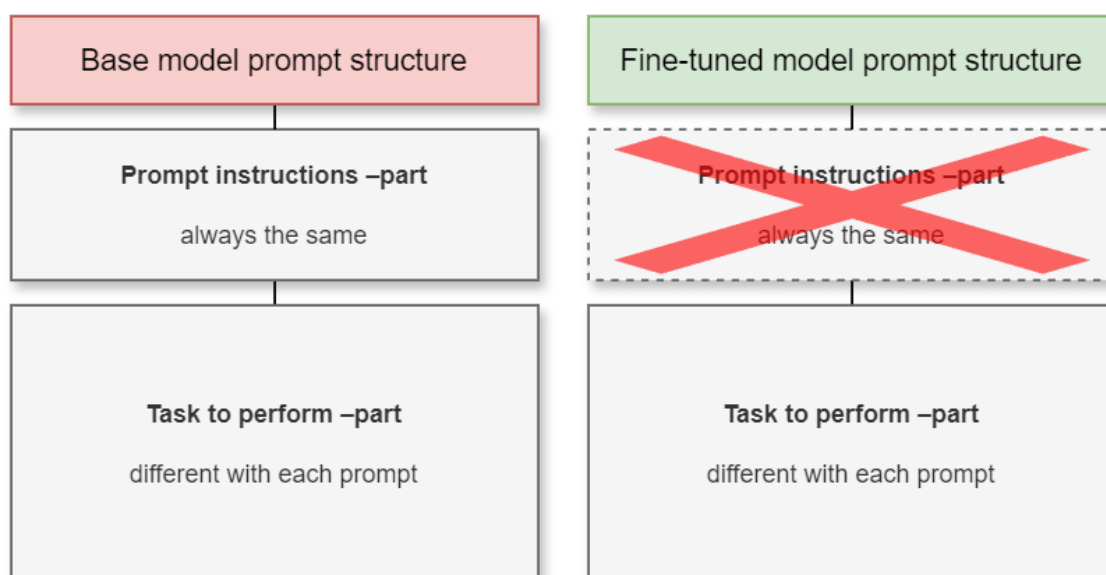 Base model prompt structure
Prompt instructions –part
always the same
Task to perform –part
different with each prompt
Fine-tuned model prompt structure
Prompt instructions –part
always the same
Task to perform –part
different with each prompt